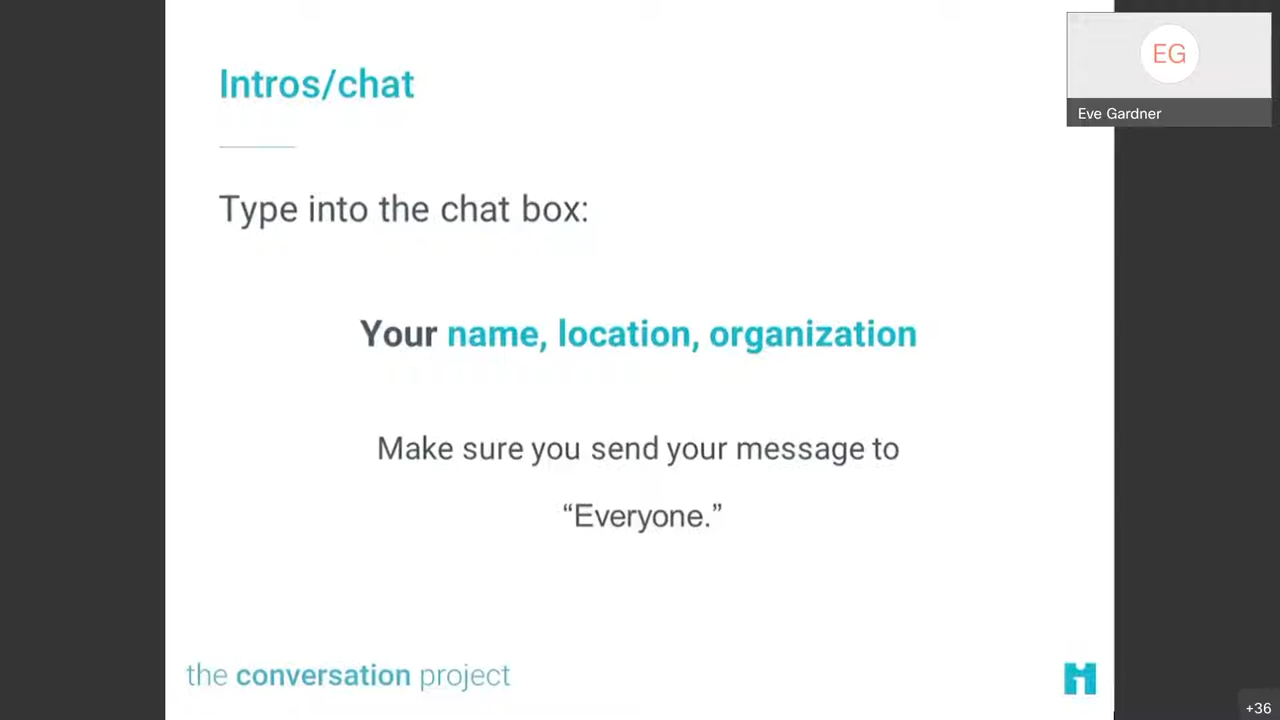 Intros/chat
EG
Eve Gardner
Type into the chat box:
Your name, location, organization
Make sure you send your message to
“Everyone.”
the conversation project
+36